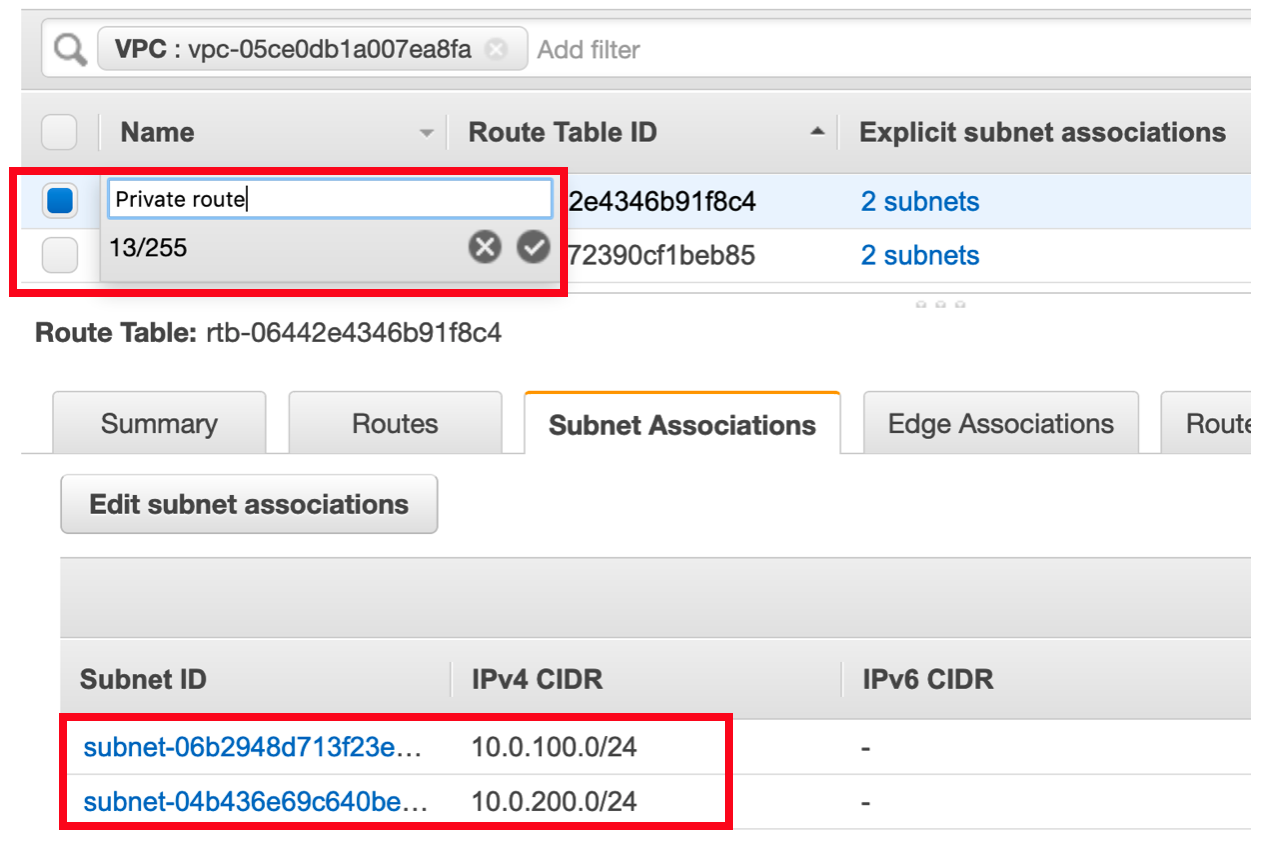 VPC : vpc-05ce0db1a007ea8fa Add filter
Name Route Table ID Explicit subnet associations
Private route 2e4346b91f8c4 2 subnets
13/255 72390cf1beb85 2 subnets
Route Table: rtb-06442e4346b91f8c4
Summary Routes Subnet Associations Edge Associations Route
Edit subnet associations
Subnet ID IPv4 CIDR IPv6 CIDR
subnet-06b2948d713f23e… 10.0.100.0/24 -
subnet-04b436e69c640be… 10.0.200.0/24 -